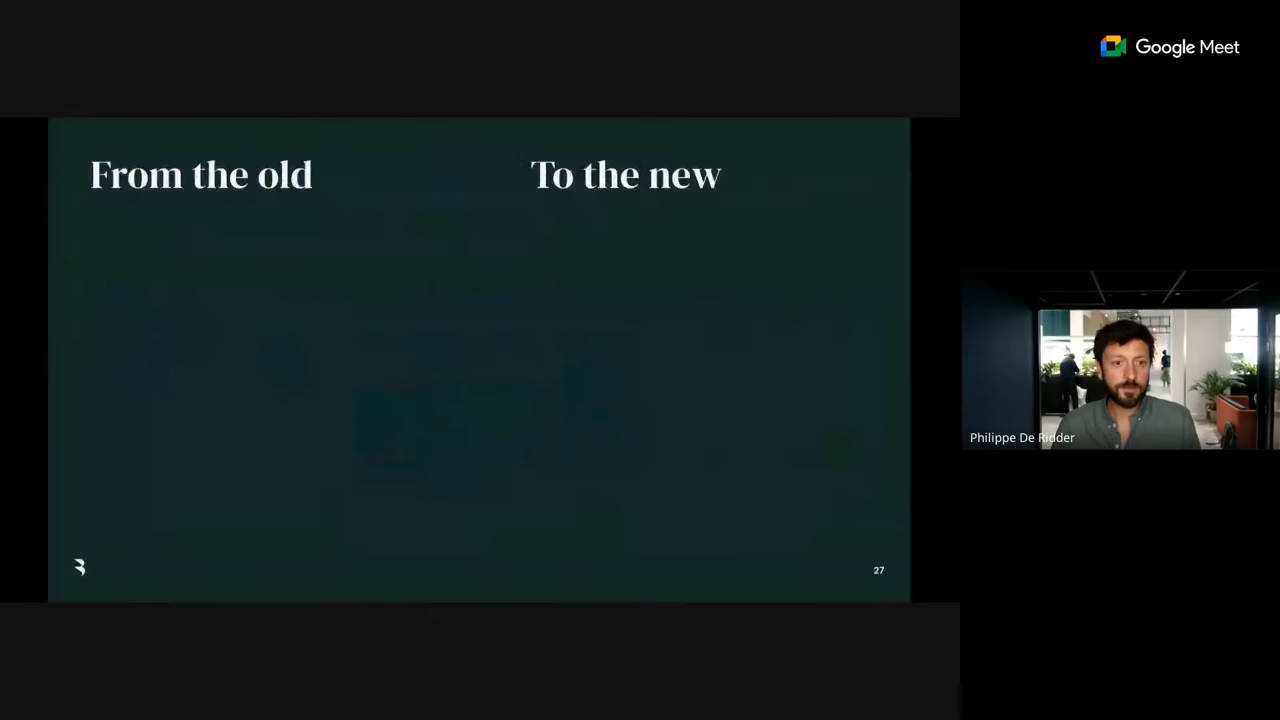 Google Meet
From the old
To the new
Philippe De Ridder
27